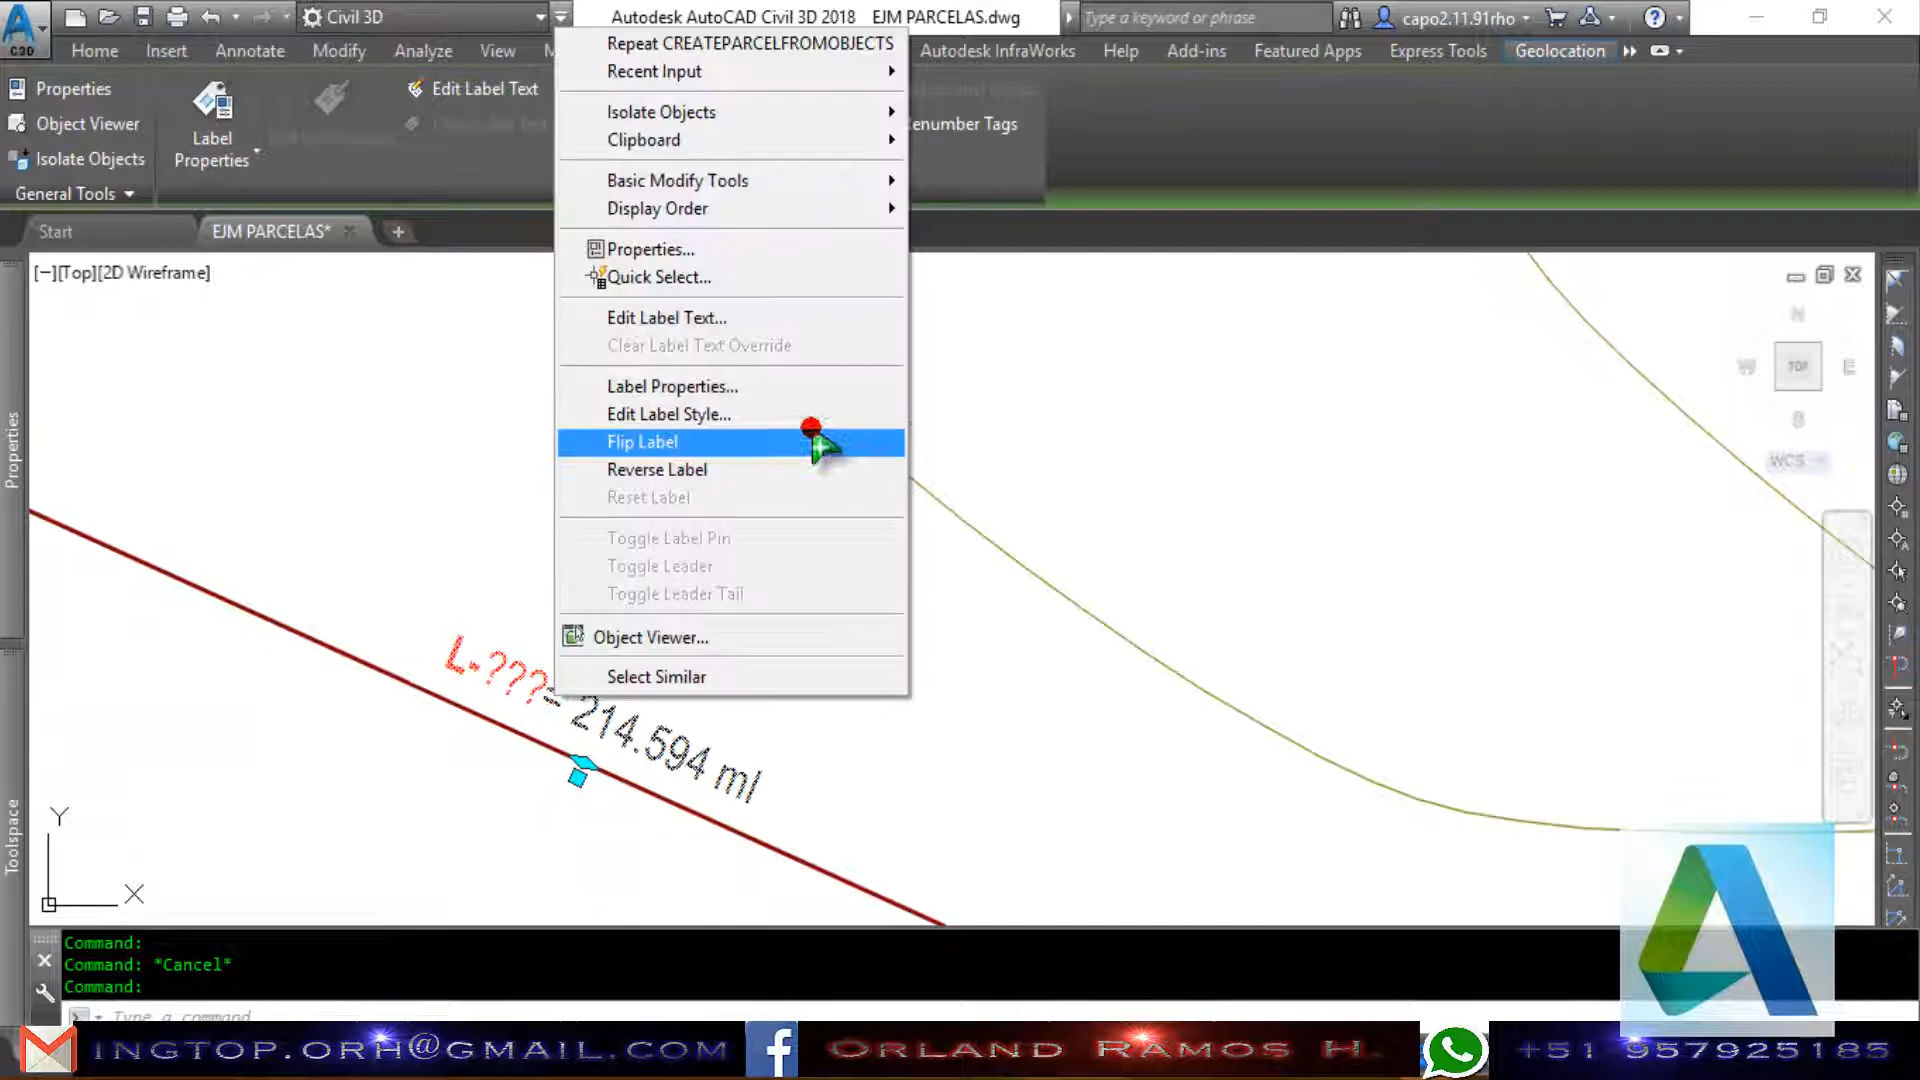 C3D
Civil 3D
Autodesk AutoCAD Civil 3D 2018 EJM PARCELAS.dwg
Type a keyword or phrase
capo2.11.91rho
Home
Insert
Annotate
Modify
Analyze
View
Autodesk InfraWorks
Help
Add-ins
Featured Apps
Express Tools
Geolocation
Properties
Object Viewer
Isolate Objects
General Tools
Label
Properties
Edit Label Text
enumber Tags
Start
EJM PARCELAS*
[−][Top][2D Wireframe]
Repeat CREATEPARCELFROMOBJECTS
Recent Input
Isolate Objects
Clipboard
Basic Modify Tools
Display Order
Properties...
Quick Select...
Edit Label Text...
Clear Label Text Override
Label Properties...
Edit Label Style...
Flip Label
Reverse Label
Reset Label
Toggle Label Pin
Toggle Leader
Toggle Leader Tail
Object Viewer...
Select Similar
N
W
TOP
E
S
WCS
Properties
Toolspace
L-???= 214.594 ml
Y
X
Command:
Command: *Cancel*
Command:
Type a command
INGTOP.ORH@GMAIL.COM
ORLAND RAMOS H.
+51 957925185